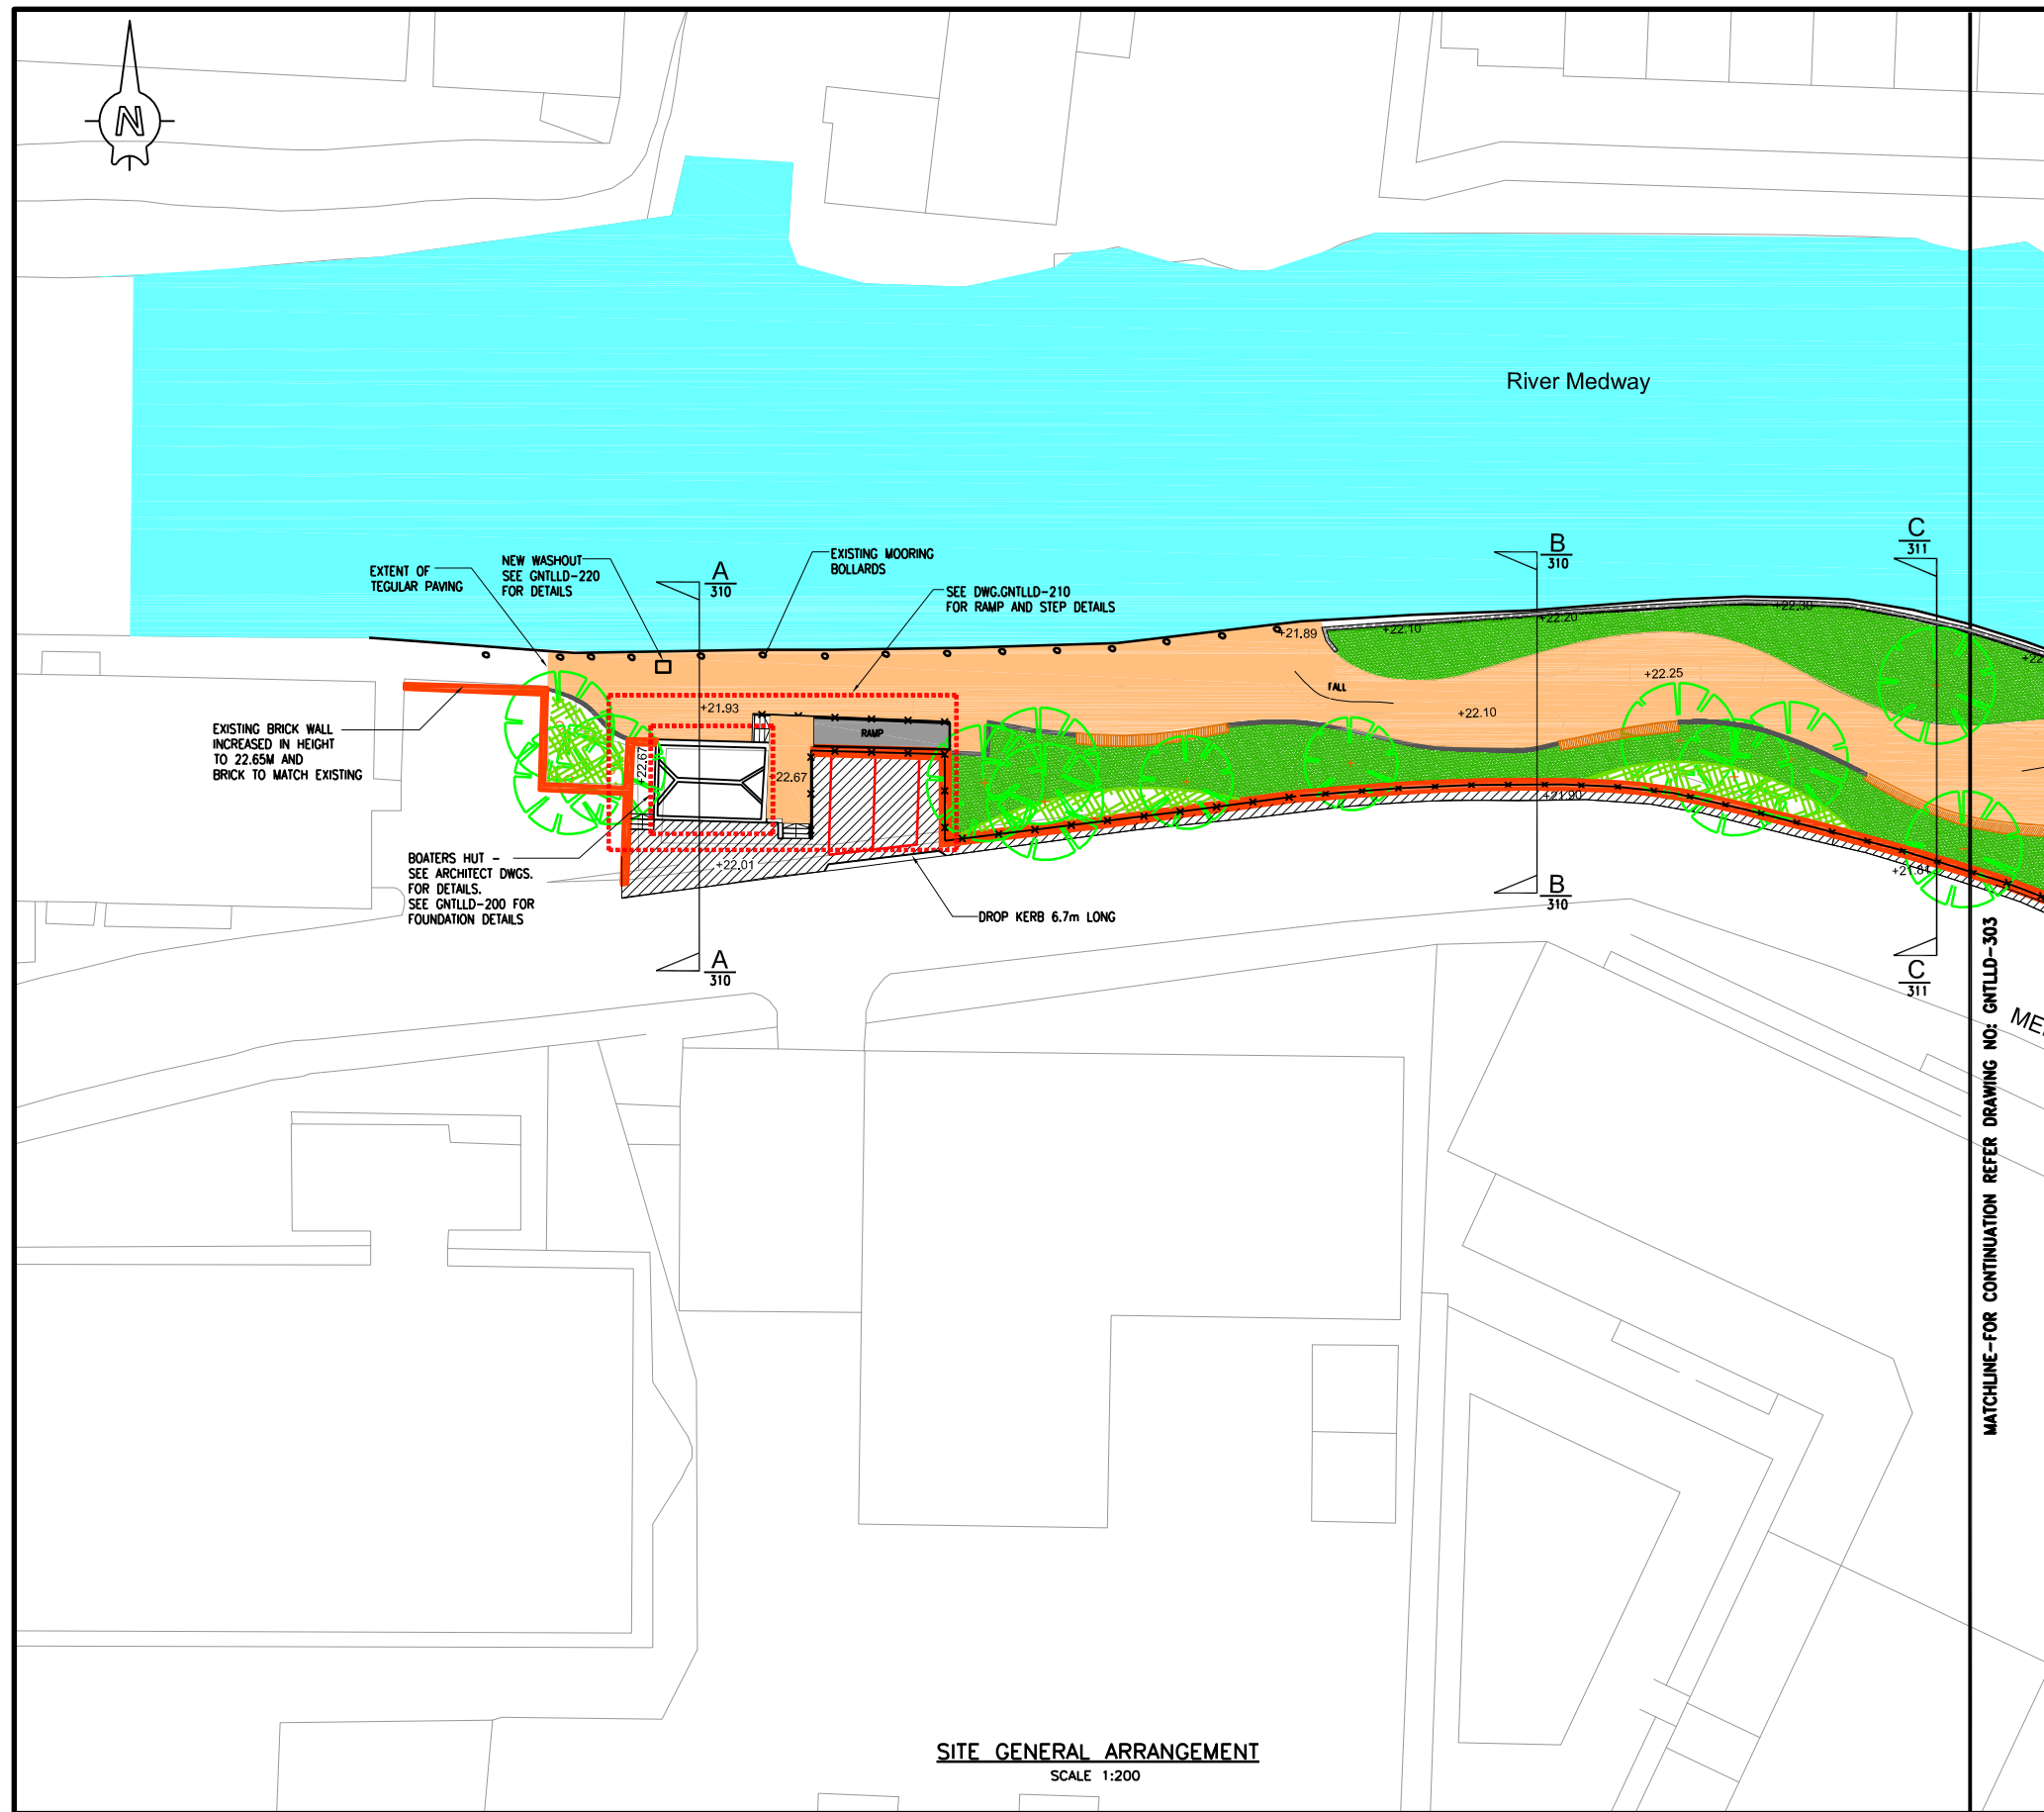 N
River Medway
C
311
B
310
EXISTING MOORING
BOLLARDS
NEW WASHOUT
SEE GNTLLD-220
FOR DETAILS
EXTENT OF
TEGULAR PAVING
A
310
SEE DWG.GNTLLD-210
FOR RAMP AND STEP DETAILS
+22.30
+22.20
+22.10
+21.89
+22.
+22.25
FALL
+22.10
+21.93
RAMP
EXISTING BRICK WALL
INCREASED IN HEIGHT
TO 22.65M AND
BRICK TO MATCH EXISTING
+22.67
22.67
+21.90
BOATERS HUT -
SEE ARCHITECT DWGS.
FOR DETAILS.
SEE GNTLLD-200 FOR
FOUNDATION DETAILS
+22.01
+21.81
DROP KERB 6.7m LONG
B
310
A
310
C
311
MATCHLINE-FOR CONTINUATION REFER DRAWING NO: GNTLLD-303
SITE GENERAL ARRANGEMENT
SCALE 1:200